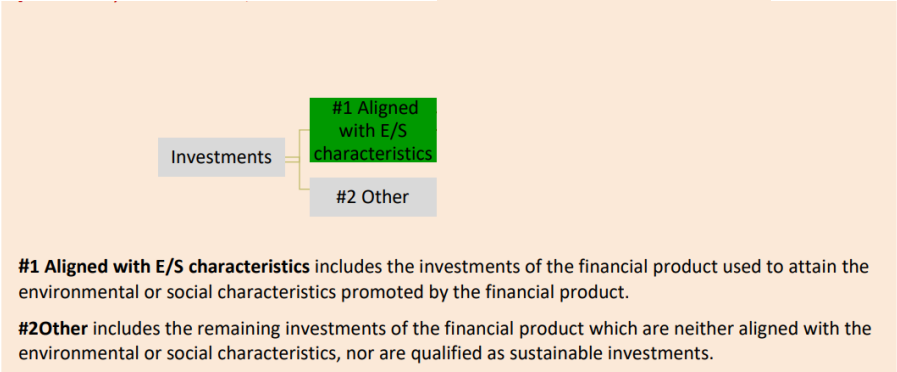 #1 Aligned
with E/S
characteristics
Investments
#2 Other
#1 Aligned with E/S characteristics includes the investments of the financial product used to attain the
environmental or social characteristics promoted by the financial product.
#2Other includes the remaining investments of the financial product which are neither aligned with the
environmental or social characteristics, nor are qualified as sustainable investments.